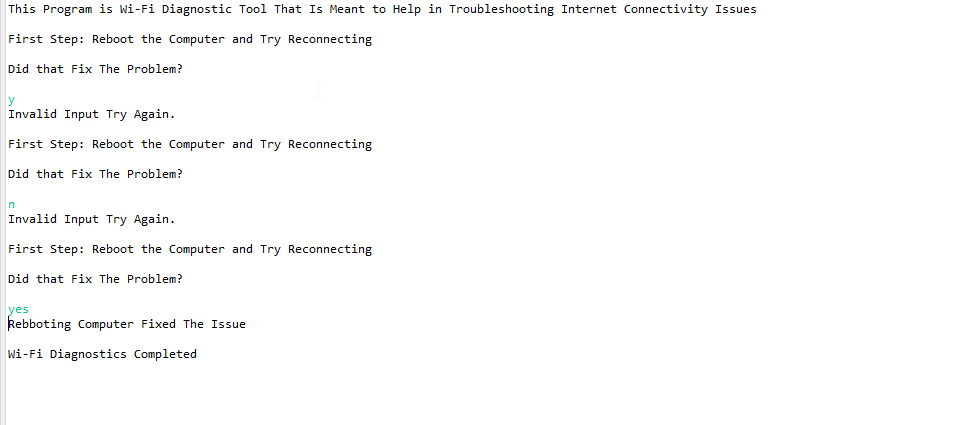 This Program is Wi-Fi Diagnostic Tool That Is Meant to Help in Troubleshooting Internet Connectivity Issues
First Step: Reboot the Computer and Try Reconnecting
Did that Fix The Problem?
y
Invalid Input Try Again.
First Step: Reboot the Computer and Try Reconnecting
Did that Fix The Problem?
n
Invalid Input Try Again.
First Step: Reboot the Computer and Try Reconnecting
Did that Fix The Problem?
yes
Rebboting Computer Fixed The Issue
Wi-Fi Diagnostics Completed